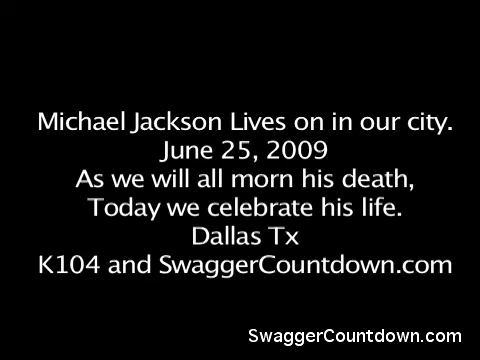 Michael Jackson Lives on in our city.
June 25, 2009
As we will all morn his death,
Today we celebrate his life.
Dallas Tx
K104 and SwaggerCountdown.com
SwaggerCountdown.com